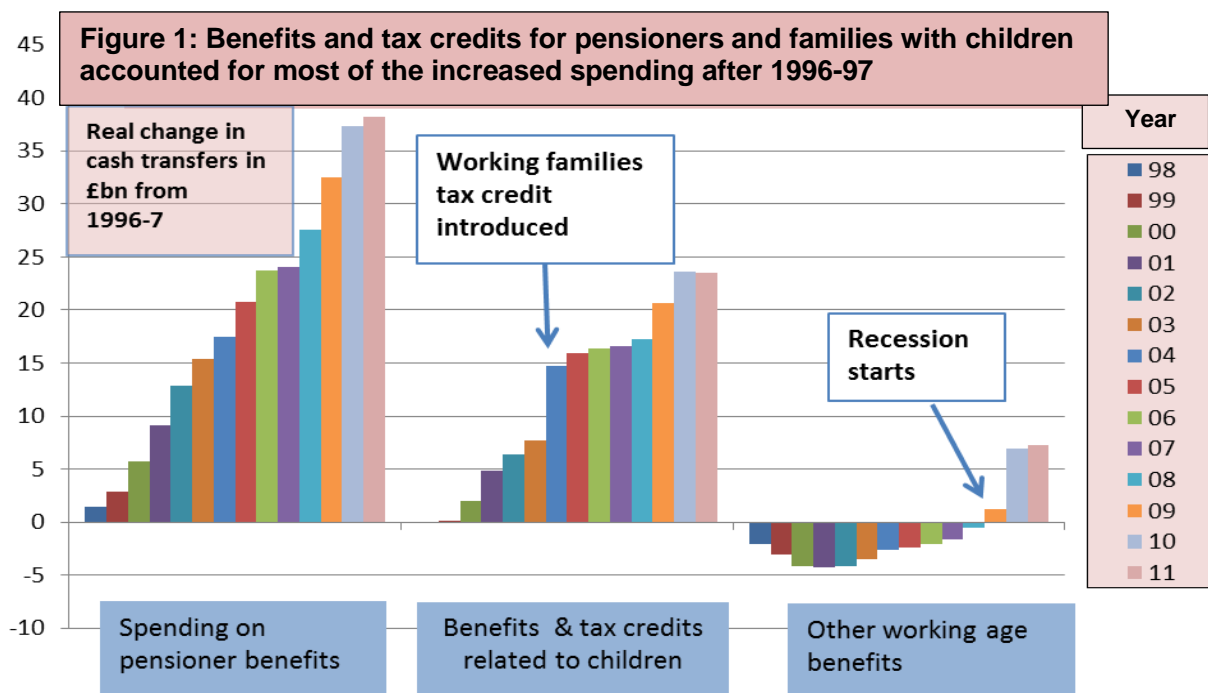 Figure 1: Benefits and tax credits for pensioners and families with children
accounted for most of the increased spending after 1996-97
45
40
35
30
25
20
15
10
5
0
-5
-10
Real change in
cash transfers in
£bn from
1996-7
Working families
tax credit
introduced
Recession
starts
Year
98
99
00
01
02
03
04
05
06
07
08
09
10
11
Spending on
pensioner benefits
Benefits & tax credits
related to children
Other working age
benefits